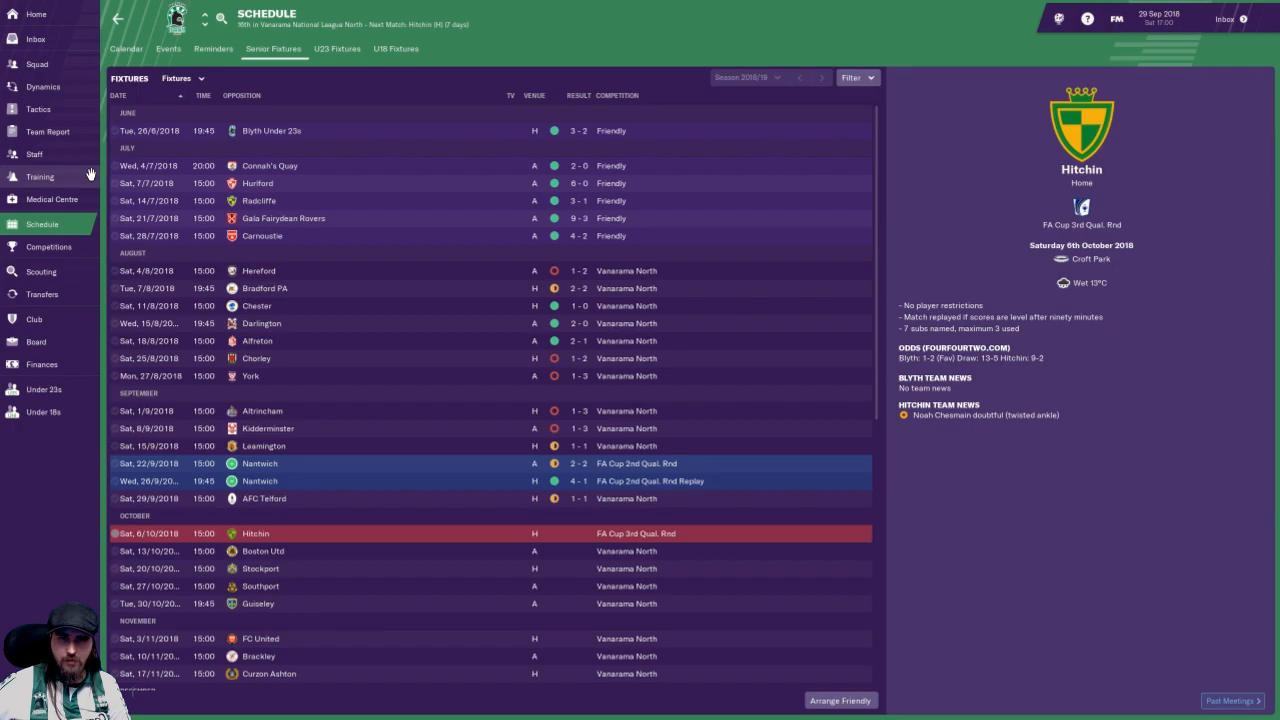 Home
Inbox
Squad
Dynamics
Tactics
Team Report
Staff
Training
Medical Centre
Schedule
Competitions
Scouting
Transfers
Club
Board
Finances
Under 23s
Under 18s
SCHEDULE
16th in Vanarama National League North - Next Match: Hitchin (H) (7 days)
FM
29 Sep 2018
Sat 17:00
Inbox
Calendar Events Reminders Senior Fixtures U23 Fixtures U18 Fixtures
FIXTURES Fixtures Season 2018/19 Filter
DATE TIME OPPOSITION TV VENUE RESULT COMPETITION
JUNE
Tue, 26/6/2018 19:45 Blyth Under 23s H 3 - 2 Friendly
JULY
Wed, 4/7/2018 20:00 Connah's Quay A 2 - 0 Friendly
Sat, 7/7/2018 15:00 Hurlford A 6 - 0 Friendly
Sat, 14/7/2018 15:00 Radcliffe A 3 - 1 Friendly
Sat, 21/7/2018 15:00 Gala Fairydean Rovers A 9 - 3 Friendly
Sat, 28/7/2018 15:00 Carnoustie A 4 - 2 Friendly
AUGUST
Sat, 4/8/2018 15:00 Hereford A 1 - 2 Vanarama North
Tue, 7/8/2018 19:45 Bradford PA H 2 - 2 Vanarama North
Sat, 11/8/2018 15:00 Chester H 1 - 0 Vanarama North
Wed, 15/8/20... 19:45 Darlington A 2 - 0 Vanarama North
Sat, 18/8/2018 15:00 Alfreton A 2 - 1 Vanarama North
Sat, 25/8/2018 15:00 Chorley H 1 - 2 Vanarama North
Mon, 27/8/2018 15:00 York A 1 - 3 Vanarama North
SEPTEMBER
Sat, 1/9/2018 15:00 Altrincham H 1 - 3 Vanarama North
Sat, 8/9/2018 15:00 Kidderminster A 1 - 3 Vanarama North
Sat, 15/9/2018 15:00 Leamington H 1 - 1 Vanarama North
Sat, 22/9/2018 15:00 Nantwich A 2 - 2 FA Cup 2nd Qual. Rnd
Wed, 26/9/20... 19:45 Nantwich H 4 - 1 FA Cup 2nd Qual. Rnd Replay
Sat, 29/9/2018 15:00 AFC Telford H 1 - 1 Vanarama North
OCTOBER
Sat, 6/10/2018 15:00 Hitchin H FA Cup 3rd Qual. Rnd
Sat, 13/10/20... 15:00 Boston Utd A Vanarama North
Sat, 20/10/20... 15:00 Stockport H Vanarama North
Sat, 27/10/20... 15:00 Southport A Vanarama North
Tue, 30/10/20... 19:45 Guiseley A Vanarama North
NOVEMBER
Sat, 3/11/2018 15:00 FC United H Vanarama North
Sat, 10/11/20... 15:00 Brackley A Vanarama North
Sat, 17/11/20... 15:00 Curzon Ashton H Vanarama North
Arrange Friendly
Hitchin
Home
FA Cup 3rd Qual. Rnd
Saturday 6th October 2018
Croft Park
Wet 13°C
- No player restrictions
- Match replayed if scores are level after ninety minutes
- 7 subs named, maximum 3 used
ODDS (FOURFOURTWO.COM)
Blyth: 1-2 (Fav) Draw: 13-5 Hitchin: 9-2
BLYTH TEAM NEWS
No team news
HITCHIN TEAM NEWS
Noah Chesmain doubtful (twisted ankle)
Past Meetings